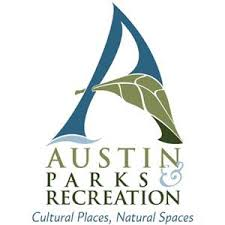 AUSTIN
PARKS &
RECREATION
Cultural Places, Natural Spaces